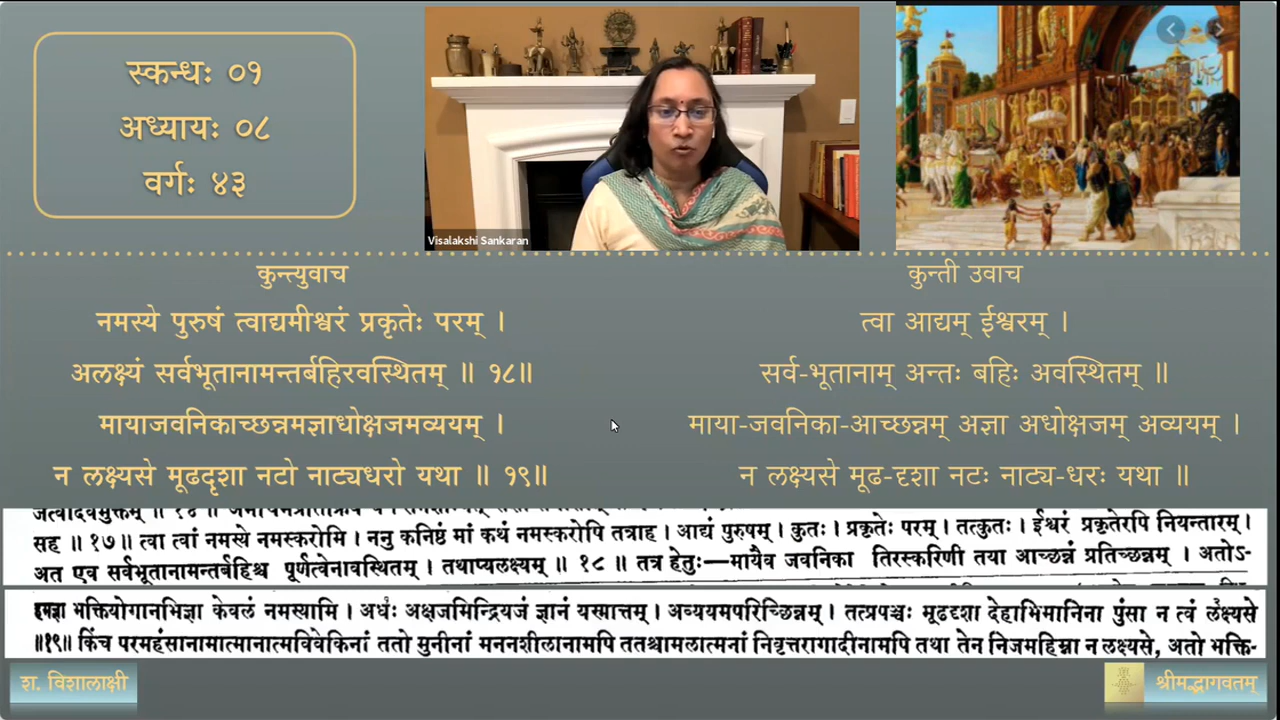 स्कन्धः ०१
अध्यायः ०८
वर्गः ४३
Visalakshi Sankaran
कुन्त्युवाच
नमस्ये पुरुषं त्वाद्यमीश्वरं प्रकृतेः परम् ।
अलक्ष्यं सर्वभूतानामन्तर्बहिरवस्थितम् ॥ १८॥
मायाजवनिकाच्छन्नमज्ञाधोक्षजमव्ययम् ।
न लक्ष्यसे मूढदृशा नटो नाट्यधरो यथा ॥ १९॥
कुन्ती उवाच
त्वा आद्यम् ईश्वरम् ।
सर्व-भूतानाम् अन्तः बहिः अवस्थितम् ॥
माया-जवनिका-आच्छन्नम् अज्ञा अधोक्षजम् अव्ययम् ।
न लक्ष्यसे मूढ-दृशा नटः नाट्य-धरः यथा ॥
सह ॥ १७॥ त्वा त्वां नमस्ये नमस्करोमि । ननु कनिष्ठं मां कथं नमस्करोषि तत्राह । आद्यं पुरुषम् । कुतः । प्रकृतेः परम् । तत्कुतः । ईश्वरं प्रकृतेरपि नियन्तारम् ।
अत एव सर्वभूतानामन्तर्बहिश्च पूर्णत्वेनावस्थितम् । तथाप्यलक्ष्यम् ॥ १८ ॥ तत्र हेतुः—मायैव जवनिका तिरस्करिणी तया आच्छन्नं प्रतिच्छन्नम् । अतोऽ-
हमज्ञा भक्तियोगानभिज्ञा केवलं नमस्यामि । अधः अक्षजमिन्द्रियजं ज्ञानं यस्मात्तम् । अव्ययमपरिच्छिन्नम् । तत्प्रपञ्चः मूढदृशा देहाभिमानिना पुंसा न त्वं लक्ष्यसे
॥१९॥ किंच परमहंसानामात्मानात्मविवेकिनां ततो मुनीनां मननशीलानामपि ततश्चामलात्मनां निवृत्तरागादीनामपि तथा तेन निजमहिम्ना न लक्ष्यसे, अतो भक्ति-
श. विशालाक्षी
श्रीमद्भागवतम्